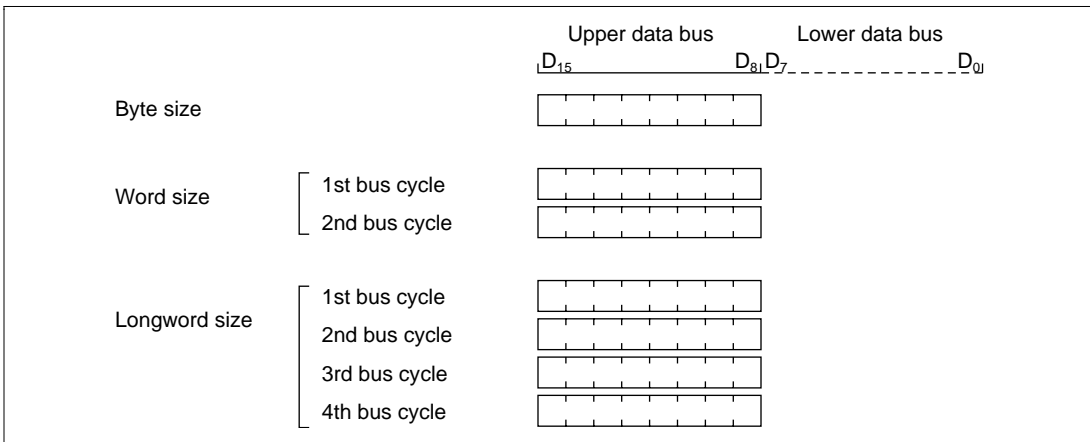 Upper data bus Lower data bus
D15 D8 D7 D0
Byte size
Word size
1st bus cycle
2nd bus cycle
Longword size
1st bus cycle
2nd bus cycle
3rd bus cycle
4th bus cycle